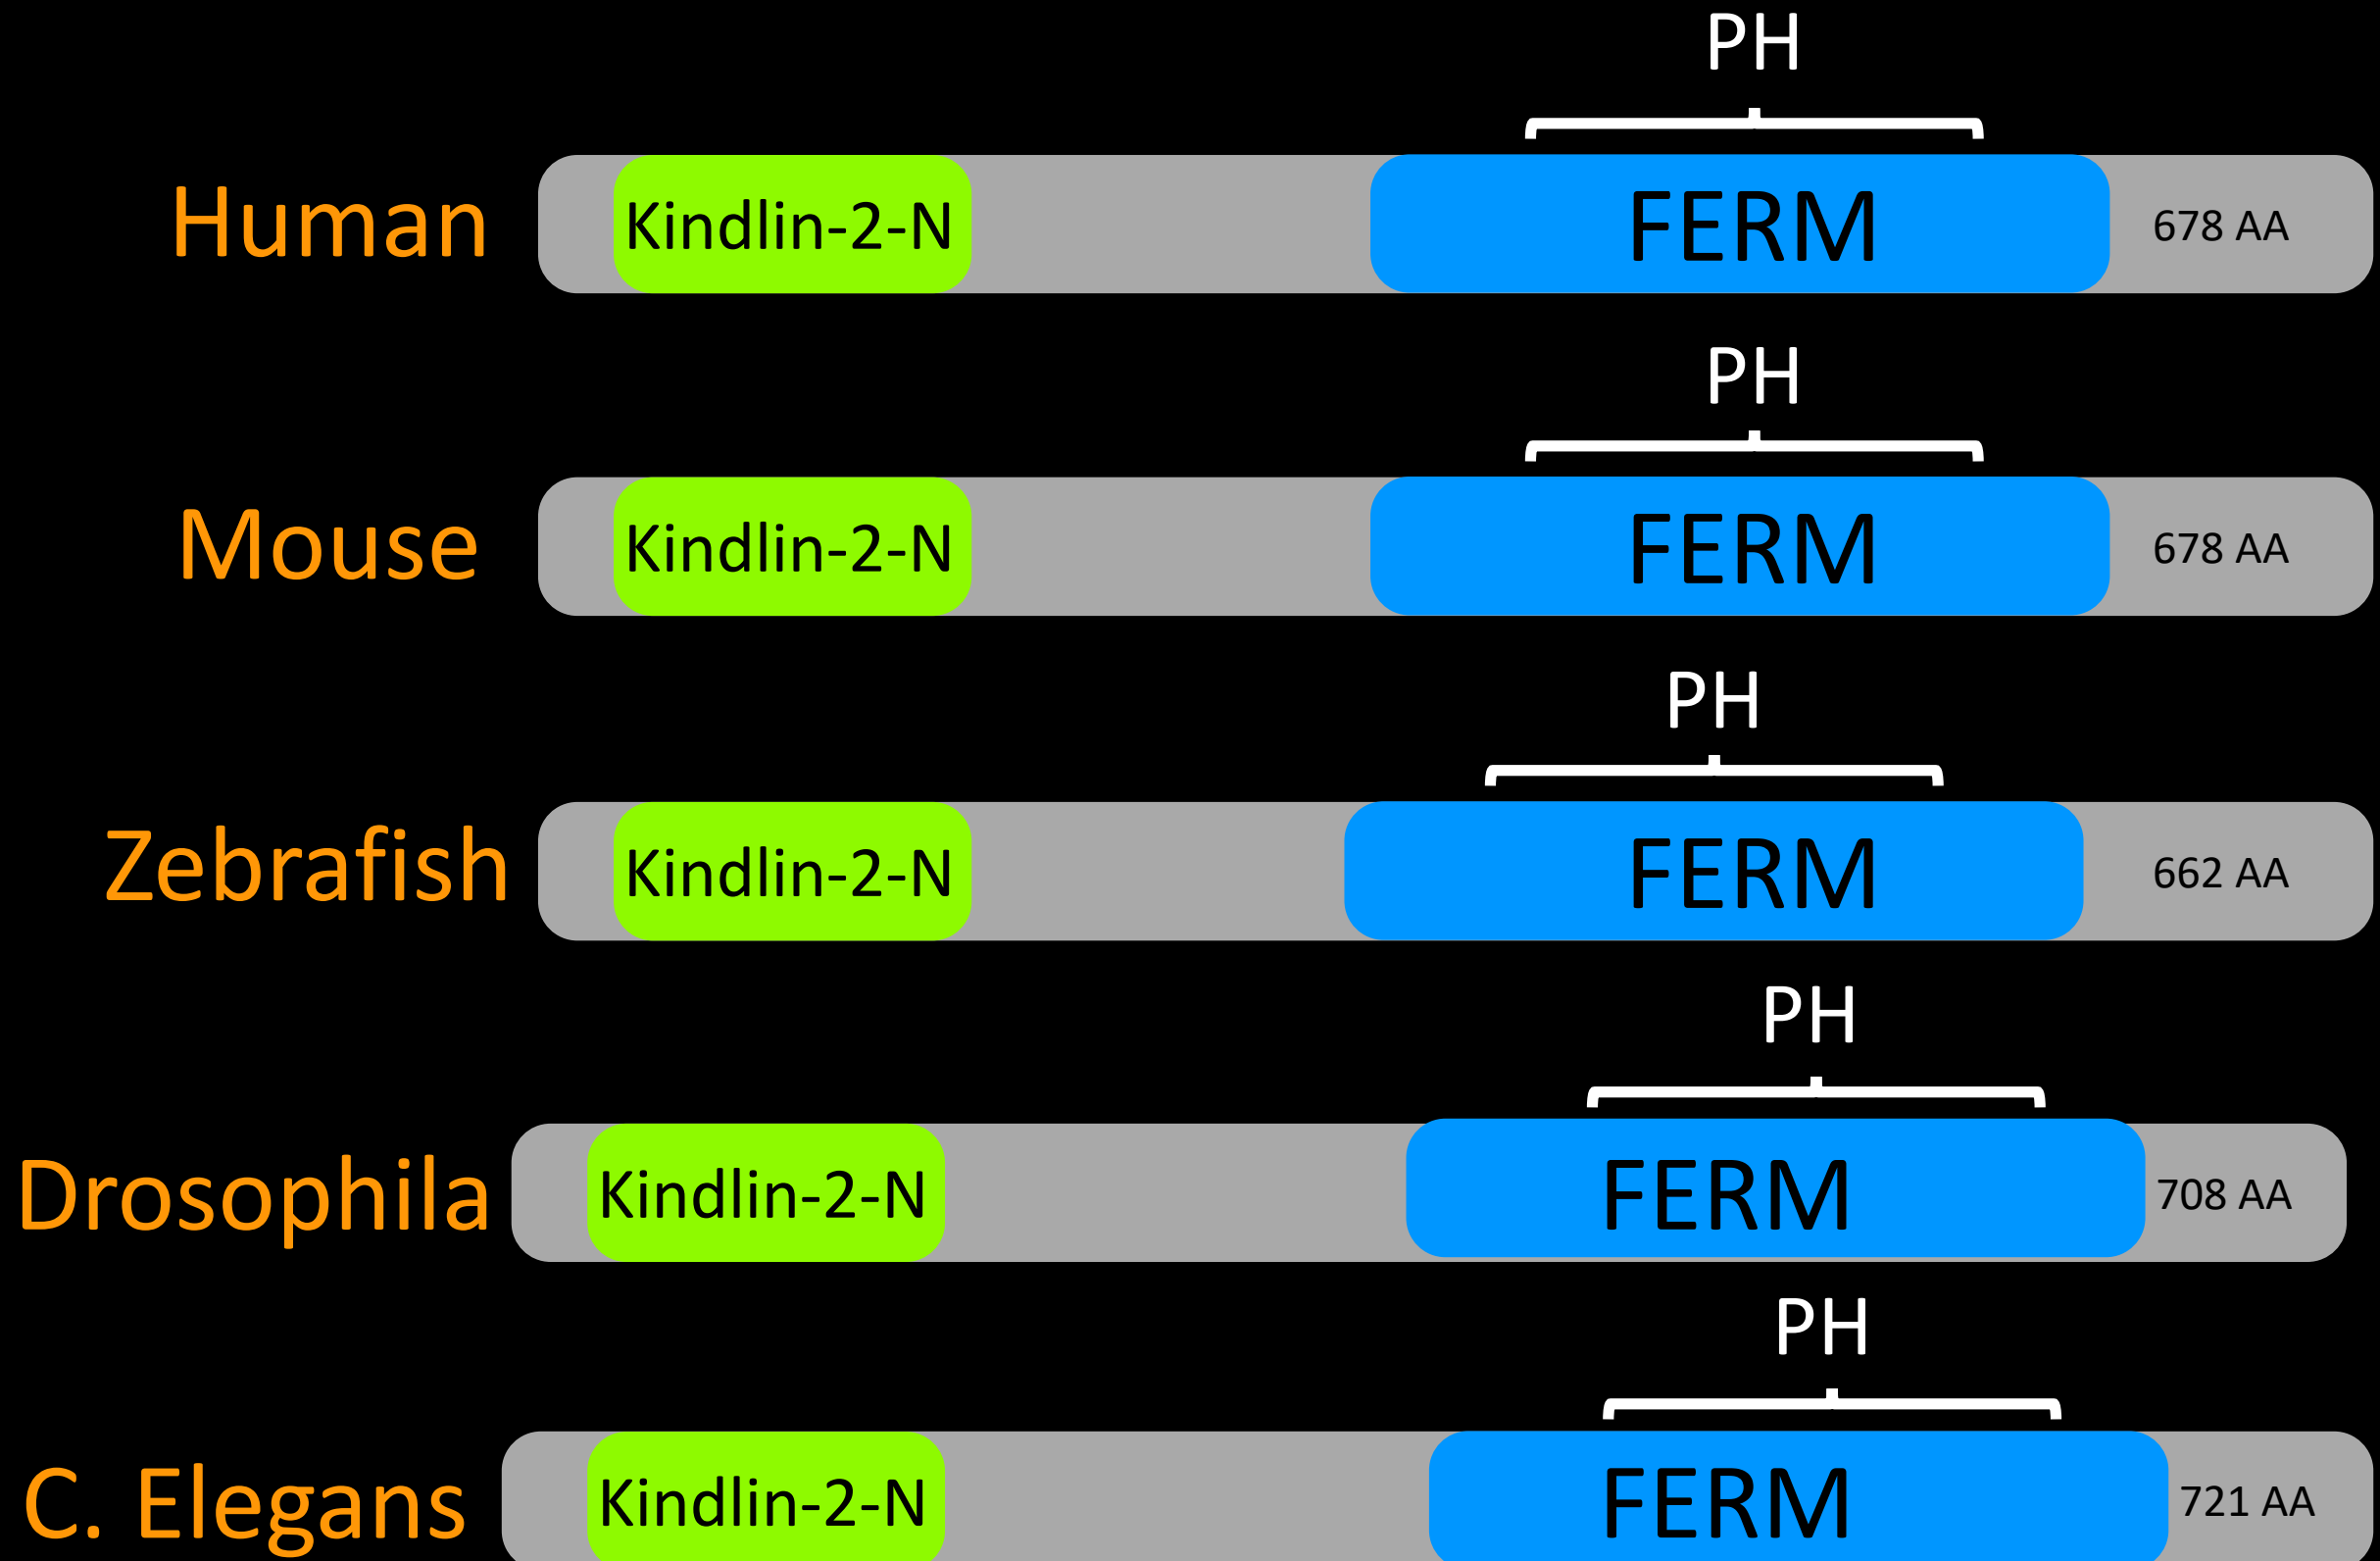 PH
Human Kindlin-2-N FERM 678 AA
PH
Mouse Kindlin-2-N FERM 678 AA
PH
Zebrafish Kindlin-2-N FERM 662 AA
PH
Drosophila Kindlin-2-N FERM 708 AA
PH
C. Elegans Kindlin-2-N FERM 721 AA